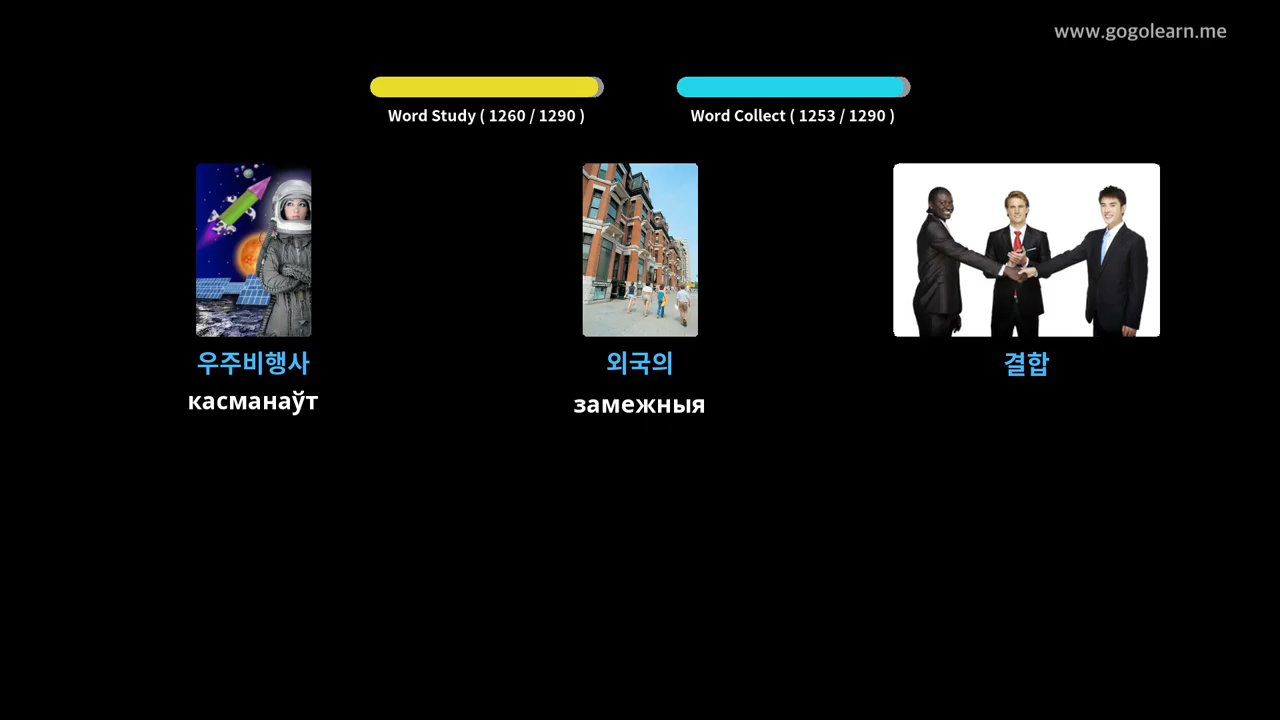 www.gogolearn.me
Word Study ( 1260 / 1290 )
Word Collect ( 1253 / 1290 )
우주비행사
외국의
결합
касманаўт
замежныя